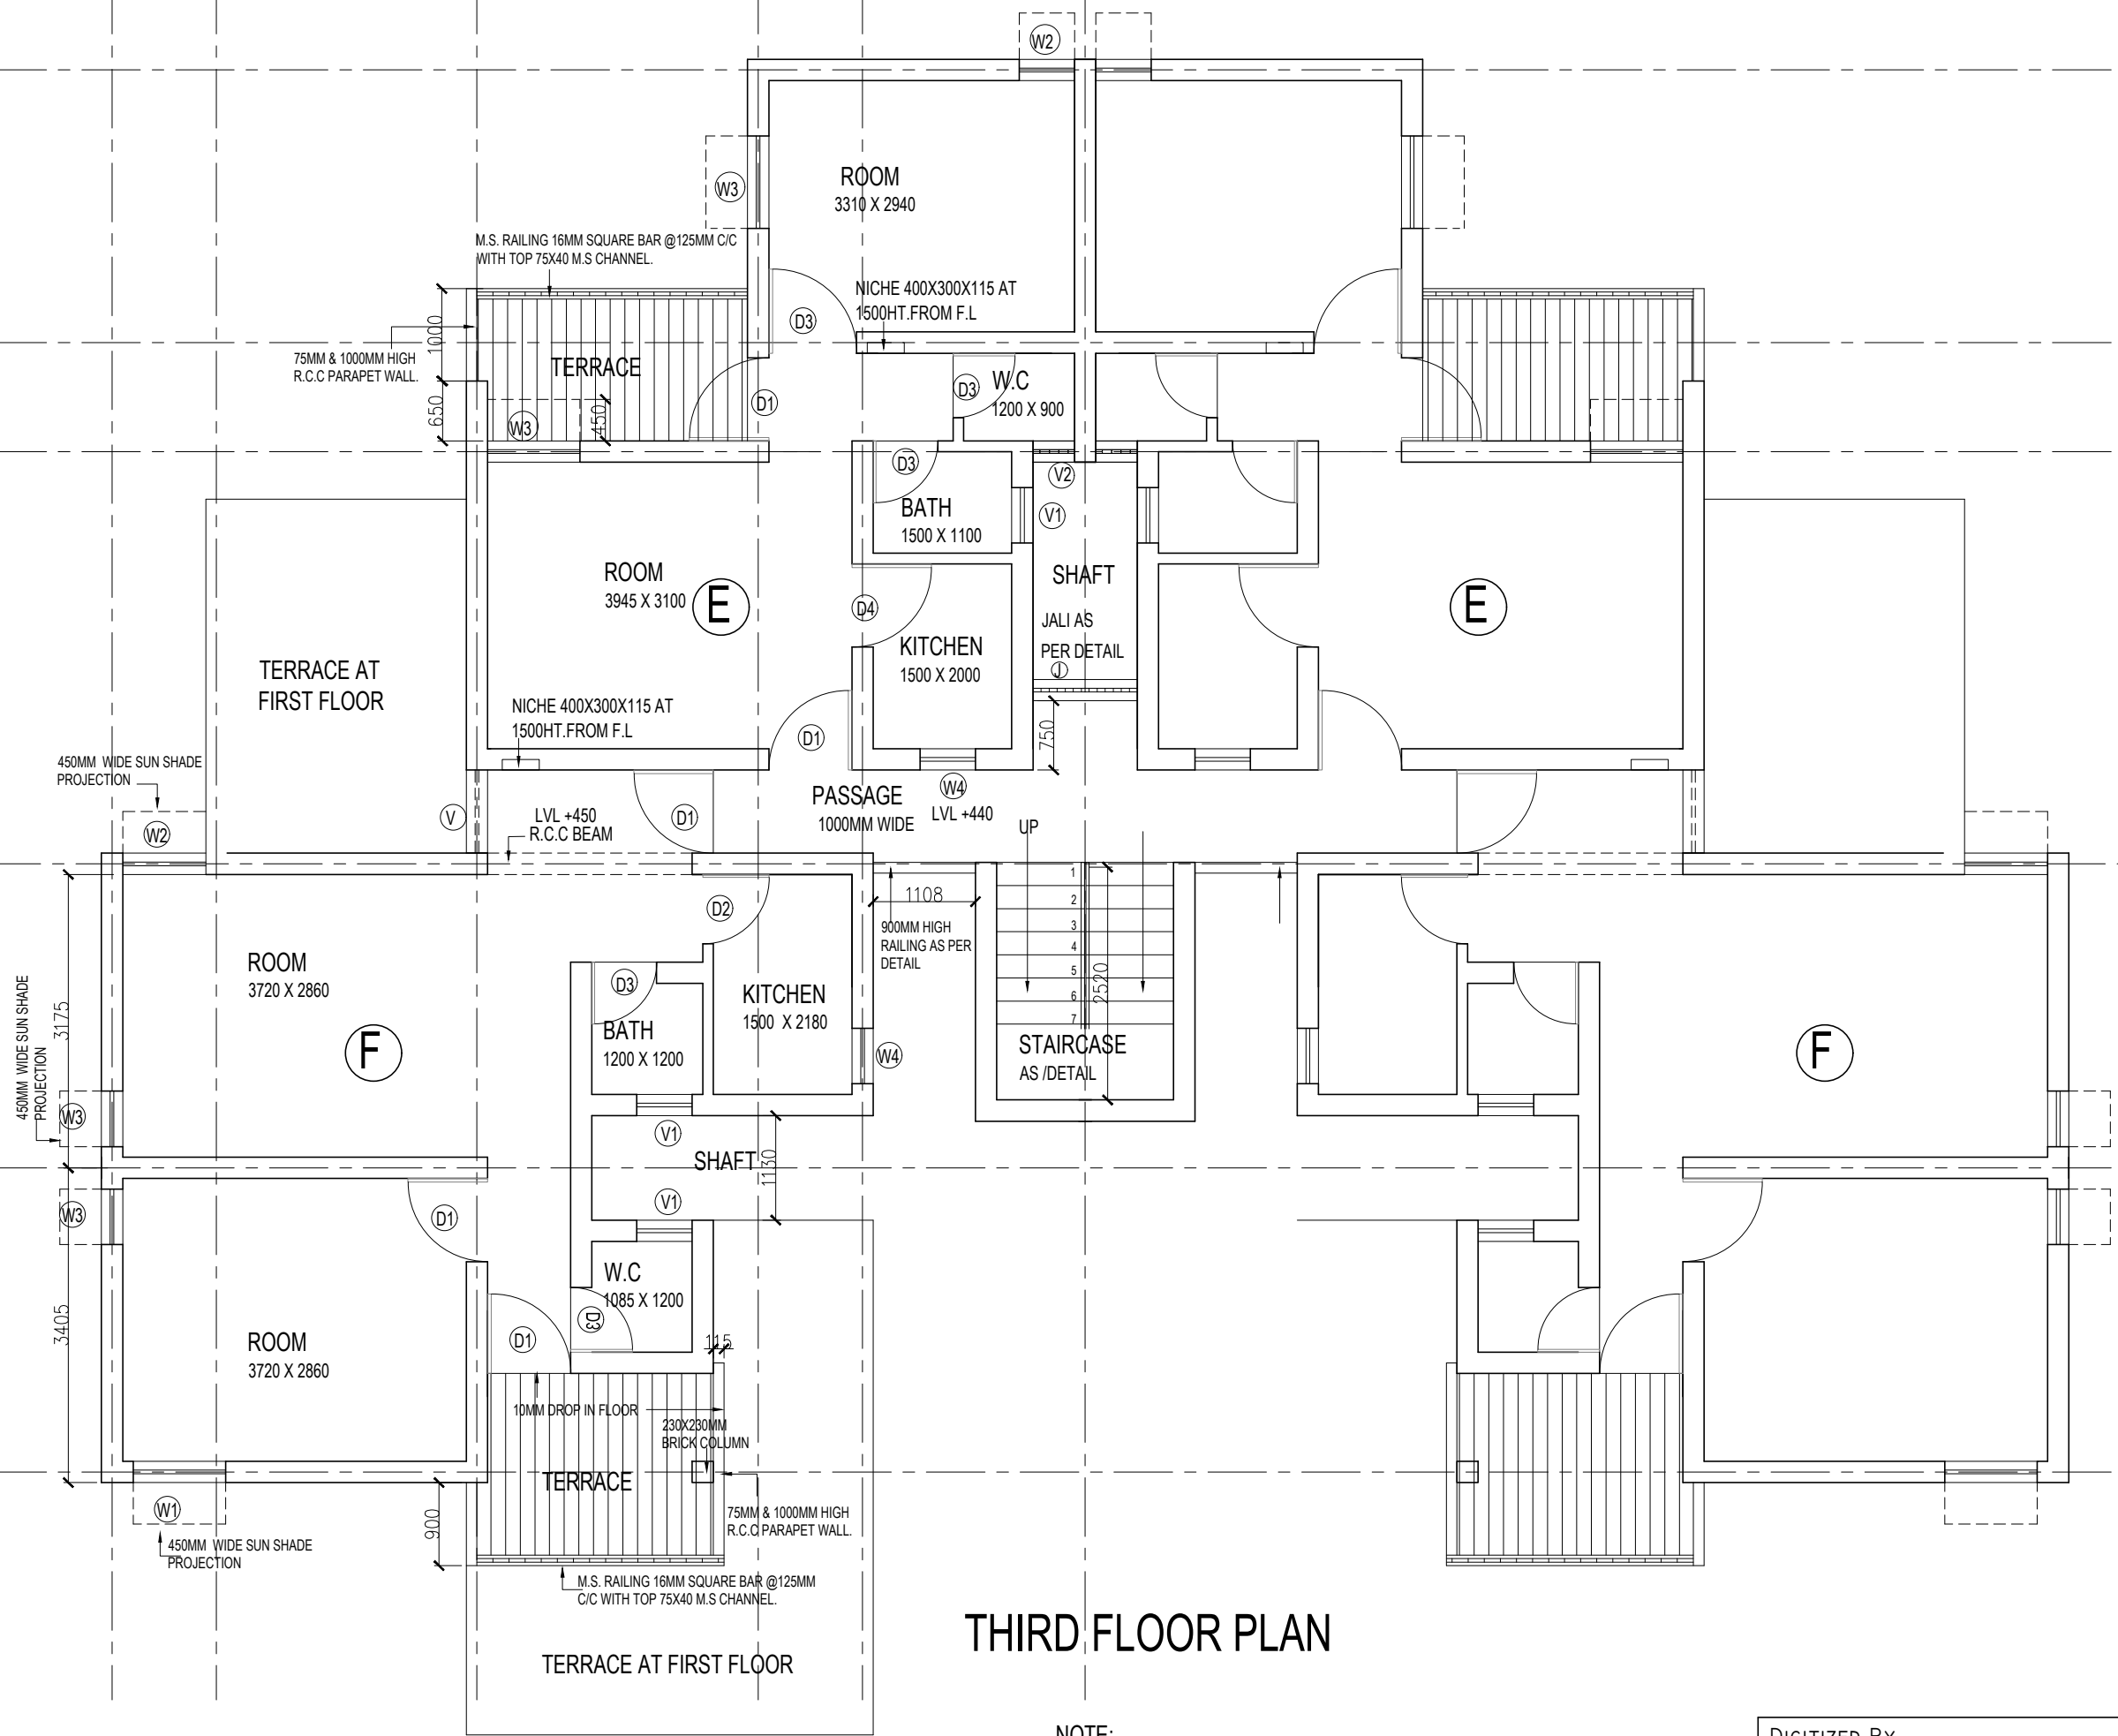 W2
ROOM
3310 X 2940
W3
M.S. RAILING 16MM SQUARE BAR @125MM C/C
WITH TOP 75X40 M.S CHANNEL.
NICHE 400X300X115 AT
1500HT.FROM F.L
D3
1000
75MM & 1000MM HIGH
R.C.C PARAPET WALL.
TERRACE
D3
W.C
1200 X 900
D1
650
450
W3
D3
V2
BATH
1500 X 1100
V1
ROOM
3945 X 3100
E
SHAFT
E
D4
JALI AS
PER DETAIL
J
KITCHEN
1500 X 2000
TERRACE AT
FIRST FLOOR
NICHE 400X300X115 AT
1500HT.FROM F.L
D1
750
450MM WIDE SUN SHADE
PROJECTION
W2
V
LVL +450
R.C.C BEAM
D1
PASSAGE
1000MM WIDE
W4
LVL +440
UP
1
2
3
4
5
6
7
1108
D2
900MM HIGH
RAILING AS PER
DETAIL
2520
ROOM
3720 X 2860
D3
KITCHEN
1500 X 2180
3175
450MM WIDE SUN SHADE
PROJECTION
F
BATH
1200 X 1200
W4
STAIRCASE
AS /DETAIL
F
W3
V1
SHAFT
1130
W3
D1
V1
W.C
1085 X 1200
D3
3405
ROOM
3720 X 2860
D1
115
10MM DROP IN FLOOR
230X230MM
BRICK COLUMN
TERRACE
W1
900
75MM & 1000MM HIGH
R.C.C PARAPET WALL.
450MM WIDE SUN SHADE
PROJECTION
M.S. RAILING 16MM SQUARE BAR @125MM
C/C WITH TOP 75X40 M.S CHANNEL.
THIRD FLOOR PLAN
TERRACE AT FIRST FLOOR
NOTE:
DIGITIZED BY